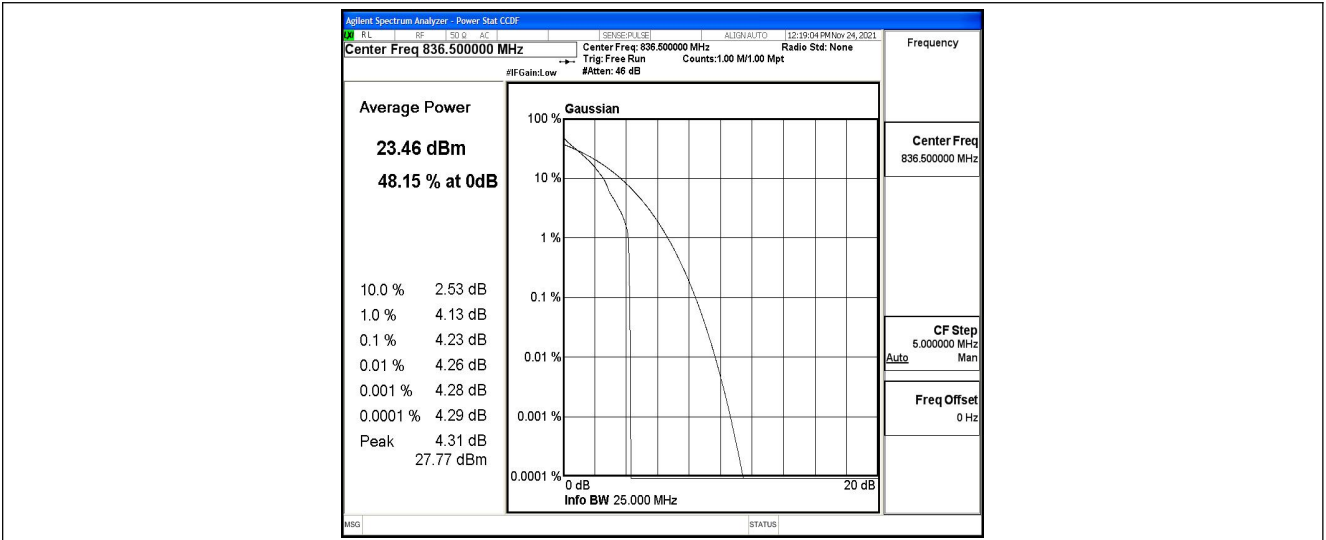 Agilent Spectrum Analyzer - Power Stat CCDF
LXI RL RF 50 Ω AC SENSE:PULSE ALIGN AUTO 12:19:04 PM Nov 24, 2021
Center Freq 836.500000 MHz
Center Freq: 836.500000 MHz
Radio Std: None
Trig: Free Run
Counts:1.00 M/1.00 Mpt
#IFGain:Low
#Atten: 46 dB
Average Power
23.46 dBm
48.15 % at 0dB
10.0 % 2.53 dB
1.0 % 4.13 dB
0.1 % 4.23 dB
0.01 % 4.26 dB
0.001 % 4.28 dB
0.0001 % 4.29 dB
Peak 4.31 dB
27.77 dBm
Gaussian
100 %
10 %
1 %
0.1 %
0.01 %
0.001 %
0.0001 %
0 dB
20 dB
Info BW 25.000 MHz
Frequency
Center Freq
836.500000 MHz
CF Step
5.000000 MHz
Auto Man
Freq Offset
0 Hz
MSG
STATUS